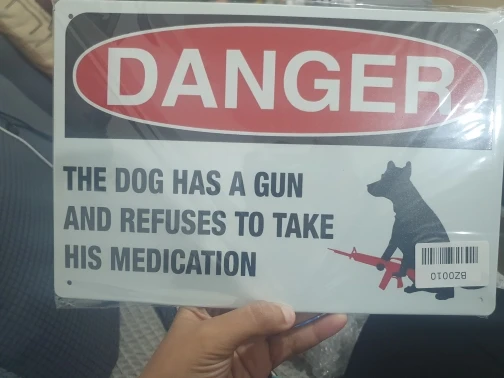 DANGER
THE DOG HAS A GUN
AND REFUSES TO TAKE
HIS MEDICATION
BZ0010